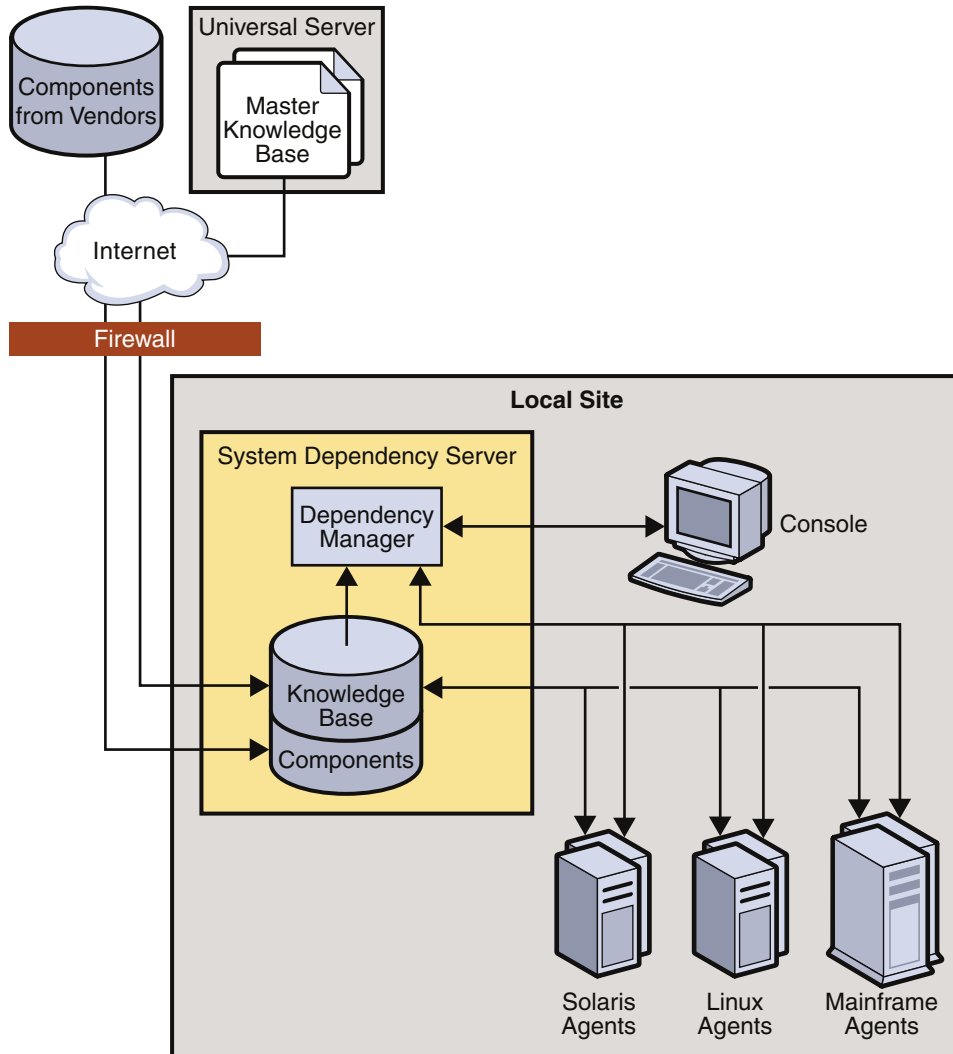 Components
from Vendors
Universal Server
Master
Knowledge
Base
Internet
Firewall
Local Site
System Dependency Server
Dependency
Manager
Console
Knowledge
Base
Components
Solaris
Agents
Linux
Agents
Mainframe
Agents